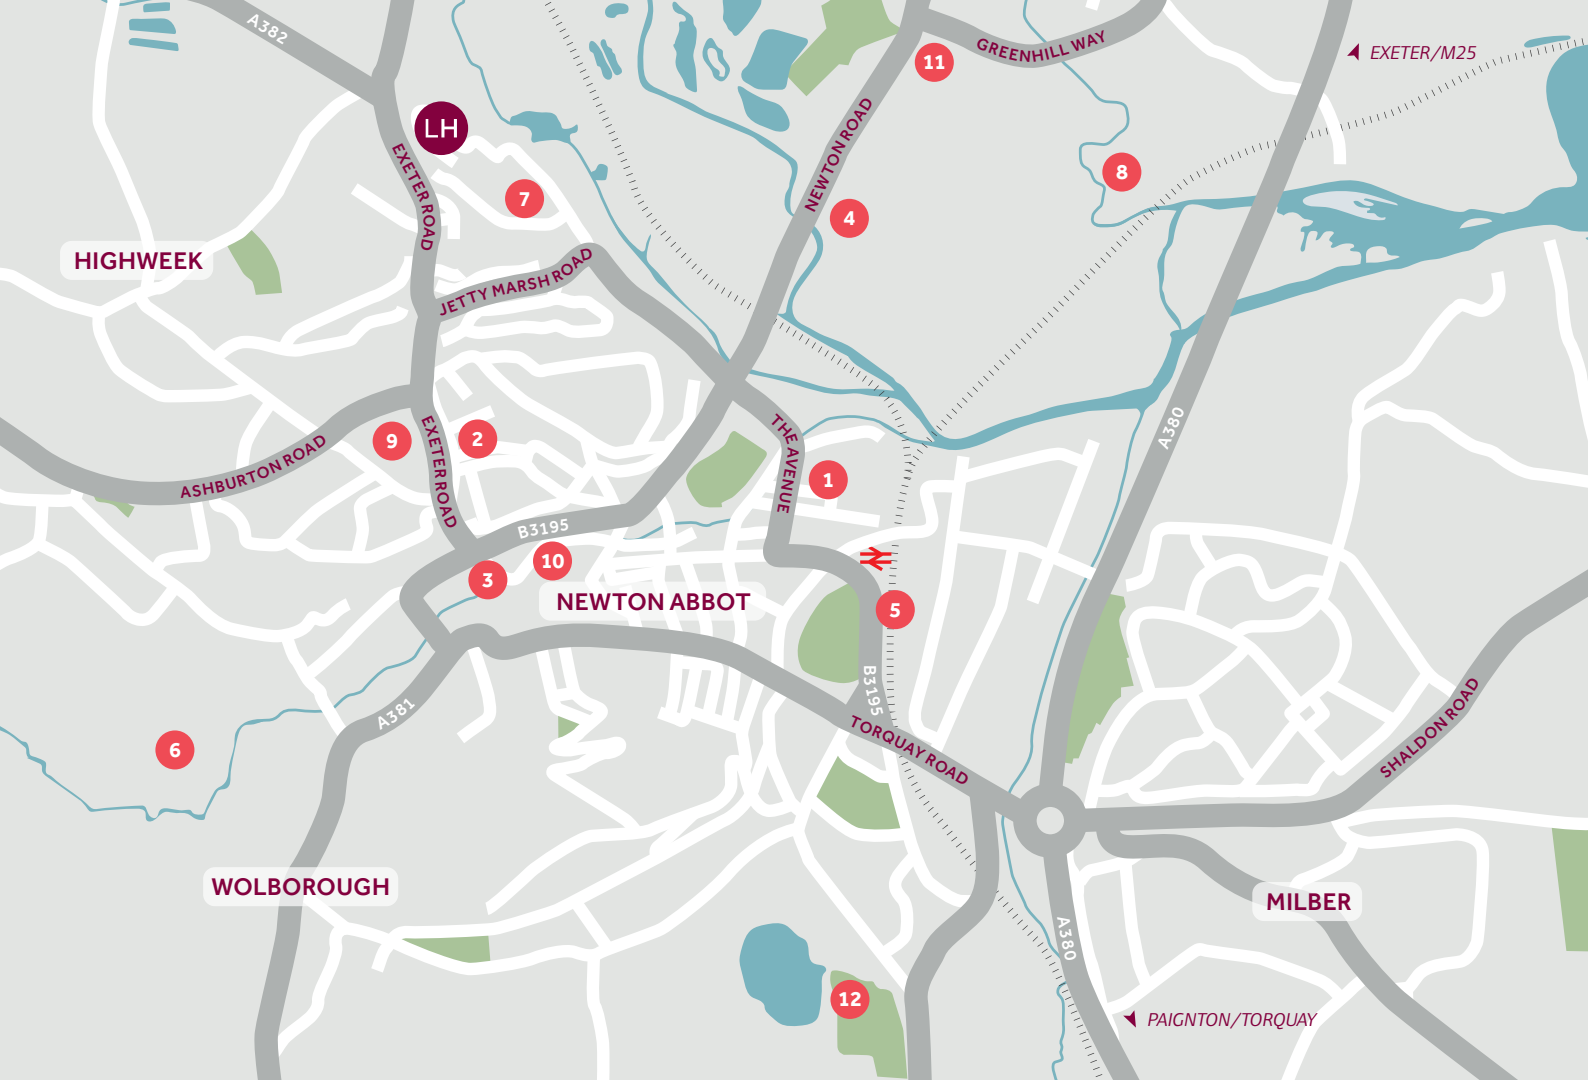 A382
GREENHILL WAY
EXETER/M25
11
LH
NEWTON ROAD
EXETER ROAD
8
7
4
HIGHWEEK
JETTY MARSH ROAD
A380
THE AVENUE
EXETER ROAD
9
2
ASHBURTON ROAD
1
B3195
10
3
NEWTON ABBOT
5
B3195
A381
SHALDON ROAD
TORQUAY ROAD
6
WOLBOROUGH
MILBER
A380
12
PAIGNTON/TORQUAY